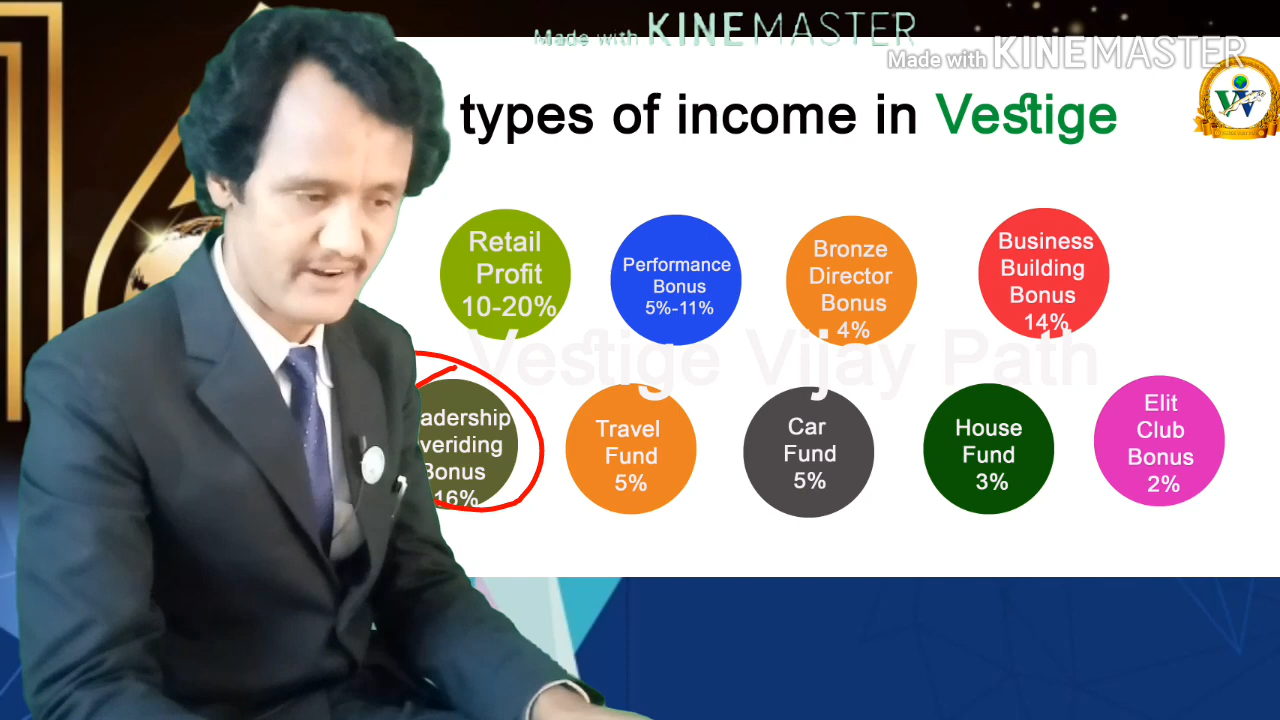 Made with KINEMASTER
Made with KINEMASTER
types of income in Vestige
Retail
Profit
10-20%
Performance
Bonus
5%-11%
Bronze
Director
Bonus
4%
Business
Building
Bonus
14%
Vestige Vijay Path
adership
veriding
Bonus
16%
Travel
Fund
5%
Car
Fund
5%
House
Fund
3%
Elit
Club
Bonus
2%